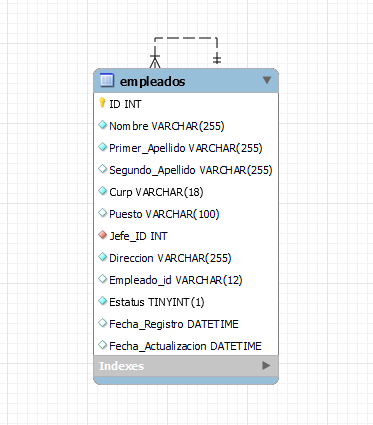 empleados
ID INT
Nombre VARCHAR(255)
Primer_Apellido VARCHAR(255)
Segundo_Apellido VARCHAR(255)
Curp VARCHAR(18)
Puesto VARCHAR(100)
Jefe_ID INT
Direccion VARCHAR(255)
Empleado_id VARCHAR(12)
Estatus TINYINT(1)
Fecha_Registro DATETIME
Fecha_Actualizacion DATETIME
Indexes